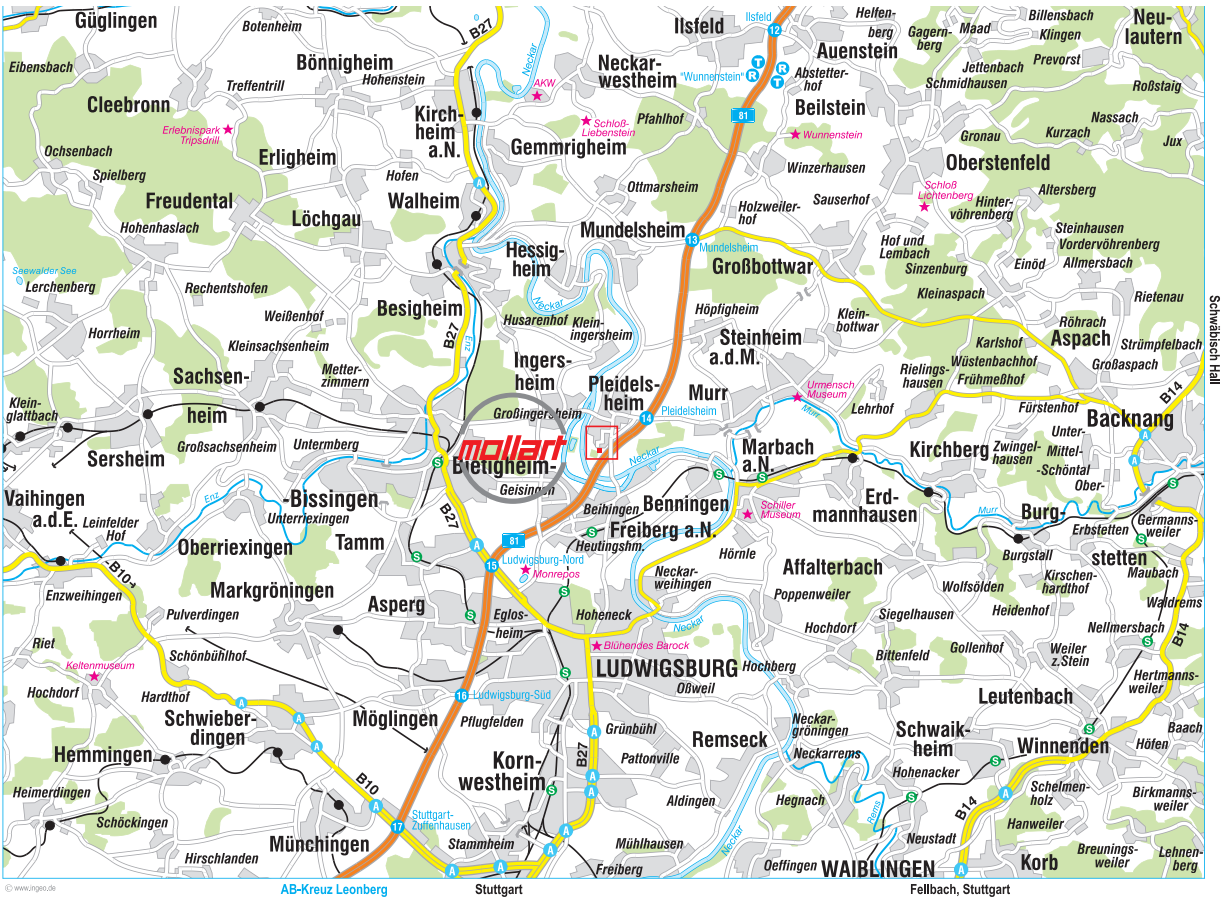 Güglingen
Botenheim
B27
Neckar
Ilsfeld
Ilsfeld
12
Helfen-
berg
Gagern-
berg
Maad
Billensbach
Klingen
Neu-
lautern
Eibensbach
Bönnigheim
Hohenstein
Treffentrill
Cleebronn
AKW
Neckar-
westheim
"Wunnenstein"
T
R
R
T
Auenstein
Abstetter-
hof
Prevorst
Jettenbach
Schmidhausen
Roßstaig
Erlebnispark
Tripsdrill
Kirch-
heim
a.N.
Schloß-
Liebenstein
Pfahlhof
81
Beilstein
Wunnenstein
Nassach
Kurzach
Jux
Gronau
Ochsenbach
Spielberg
Erligheim
Hofen
Gemmrigheim
Winzerhausen
Oberstenfeld
Freudental
Löchgau
Walheim
A
Ottmarsheim
Holzweiler-
hof
Sauserhof
Schloß
Lichtenberg
Hinter-
vöhrenberg
Altersberg
Hohenhaslach
Hessig-
heim
Mundelsheim
13
Mundelsheim
Großbottwar
Hof und
Lembach
Sinzenburg
Steinhausen
Vordervöhrenberg
Einöd
Allmersbach
Seewalder See
Lerchenberg
Rechentshofen
Besigheim
Neckar
Kleinaspach
Rietenau
Schwäbisch Hall
Horrheim
Weißenhof
B27
Enz
Husarenhof
Klein-
ingersheim
Höpfigheim
Klein-
bottwar
Röhrach
Aspach
Strümpfelbach
Kleinsachsenheim
Metter-
zimmern
Ingers-
heim
Steinheim
a.d.M.
Karlshof
Wüstenbachhof
Großaspach
Frühmeßhof
Rielings-
hausen
B14
Sachsen-
heim
Pleidels-
heim
Murr
Urmensch
Museum
Klein-
glattbach
Großingersheim
14
Pleidelsheim
Murr
Lehrhof
Fürstenhof
Backnang
Großsachsenheim
Untermberg
mollart
Bietigheim-
Neckar
Marbach
a.N.
Kirchberg
Zwingel-
hausen
Unter-
Mittel-
-Schöntal
Ober-
A
A
Sersheim
S
Geisingen
Benningen
S
S
S
Vaihingen
a.d.E.
Leinfelder
Hof
Enz
-Bissingen
Unterriexingen
B27
Beihingen
Freiberg a.N.
Schiller
Museum
Erd-
mannhausen
Murr
Burg-
stetten
Erbstetten
Germanns-
weiler
B10
Oberriexingen
Tamm
S
A
81
Ludwigsburg-Nord
15
Monrepos
S
Heutingshm.
Hörnle
Affalterbach
Burgstall
Kirschen-
hardthof
S
Maubach
Enzweihingen
Markgröningen
Neckar-
weihingen
Wolfsölden
Waldrems
Pulverdingen
Asperg
S
Eglos-
heim
Hoheneck
S
Neckar
Poppenweiler
Siegelhausen
Heidenhof
Nellmersbach
S
B14
Riet
Schönbühlhof
Blühendes Barock
Hochdorf
Bittenfeld
Gollenhof
Weiler
z.Stein
Keltenmuseum
Hochdorf
Hardthof
A
16
Ludwigsburg-Süd
S
LUDWIGSBURG
Oßweil
Hochberg
Leutenbach
Hertmanns-
weiler
Schwieber-
dingen
A
Möglingen
Pflugfelden
A
Grünbühl
Neckar-
gröningen
Schwaik-
heim
S
Baach
Hemmingen
A
Korn-
westheim
B27
Pattonville
Remseck
Neckarrems
S
Winnenden
Höfen
Heimerdingen
B10
A
S
A
A
Aldingen
Hohenacker
Hegnach
S
Rems
A
Schelmen-
holz
Birkmanns-
weiler
Schöckingen
17
Stuttgart-
Zuffenhausen
B14
Hanweiler
Münchingen
Stammheim
A
Mühlhausen
Neckar
Neustadt
Breunings-
weiler
Hirschlanden
A
A
A
Freiberg
Oeffingen
WAIBLINGEN
A
Korb
Lehnen-
berg
© www.ingeo.de
AB-Kreuz Leonberg
Stuttgart
Fellbach, Stuttgart